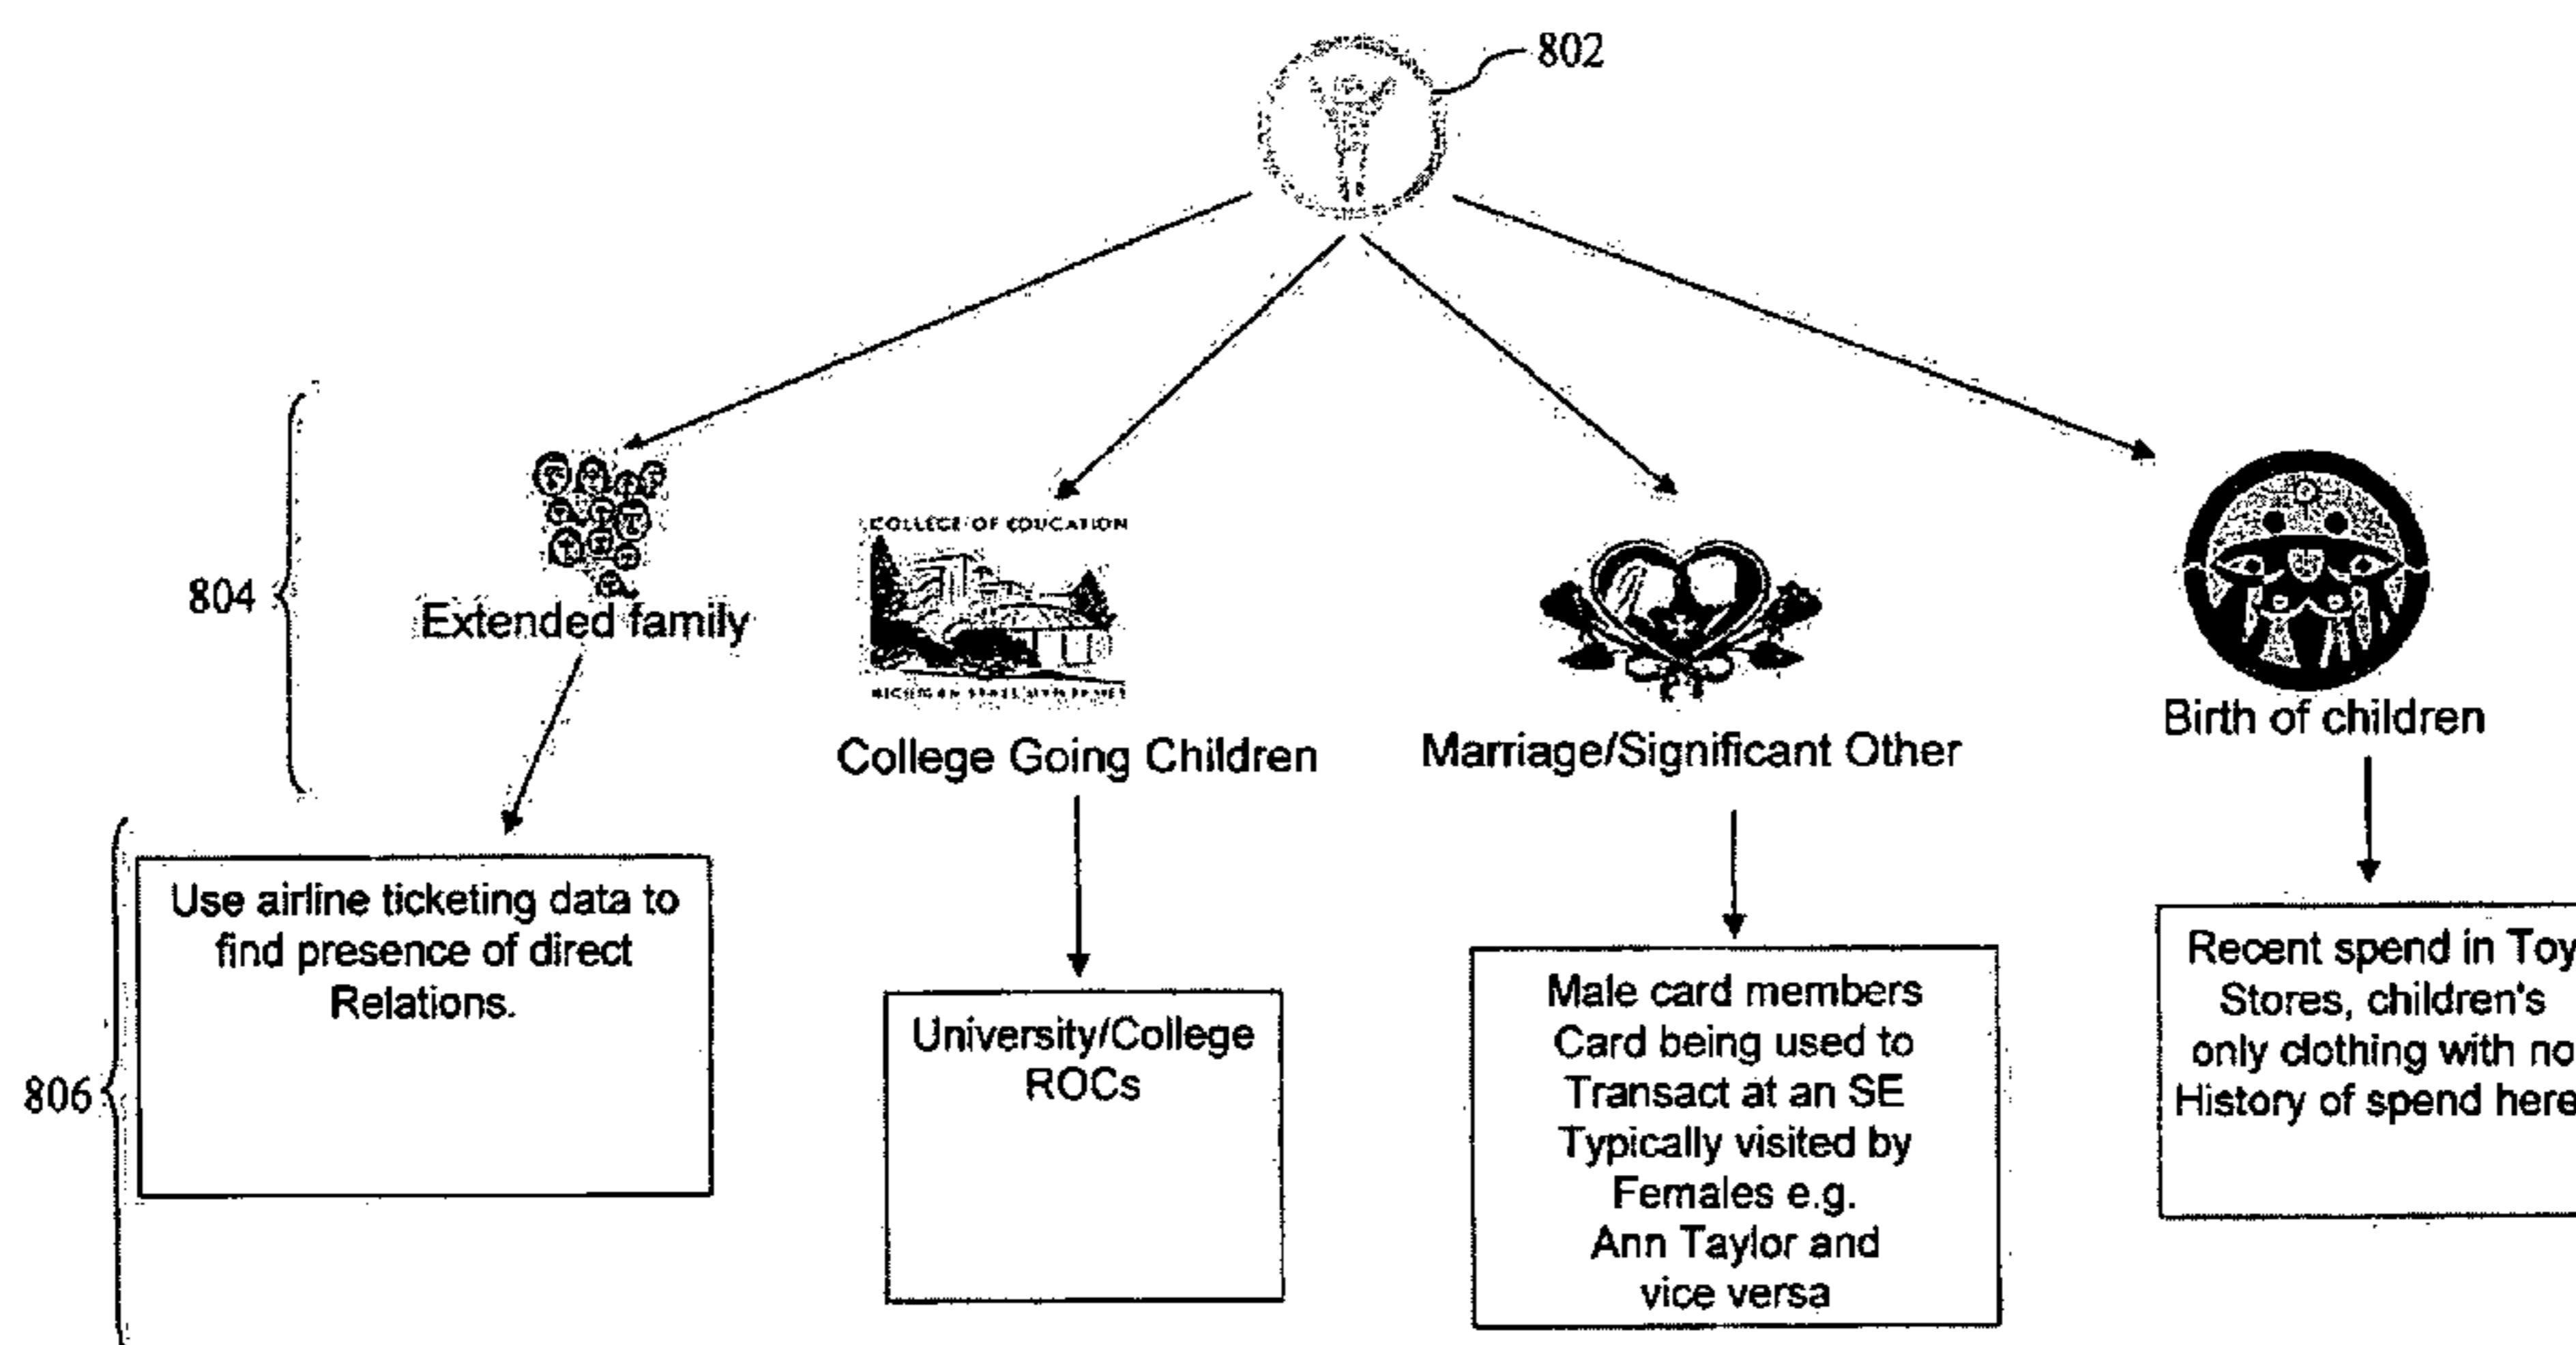 802
COLLEGE OF EDUCATION
804
Extended family
College Going Children
Marriage/Significant Other
Birth of children
806
Use airline ticketing data to
find presence of direct
Relations.
University/College
ROCs
Male card members
Card being used to
Transact at an SE
Typically visited by
Females e.g.
Ann Taylor and
vice versa
Recent spend in Toy
Stores, children's
only clothing with no
History of spend here